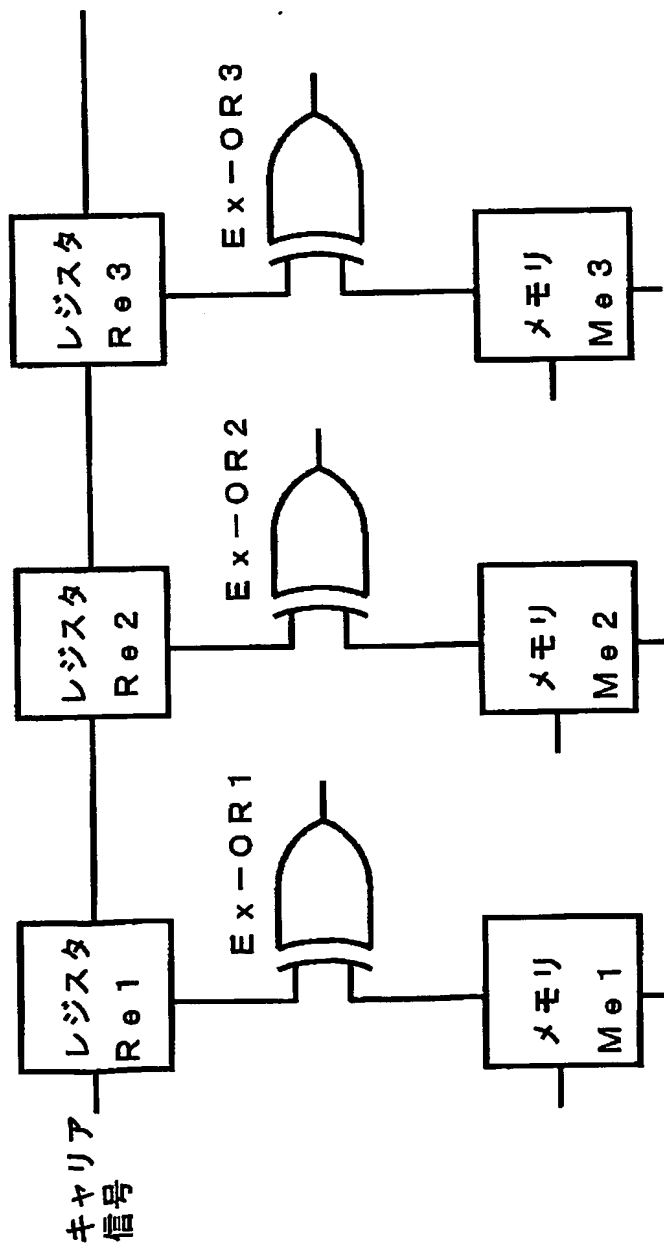 キャリア
信号
レジスタ
Re1
レジスタ
Re2
レジスタ
Re3
Ex-OR1
Ex-OR2
Ex-OR3
メモリ
Me1
メモリ
Me2
メモリ
Me3